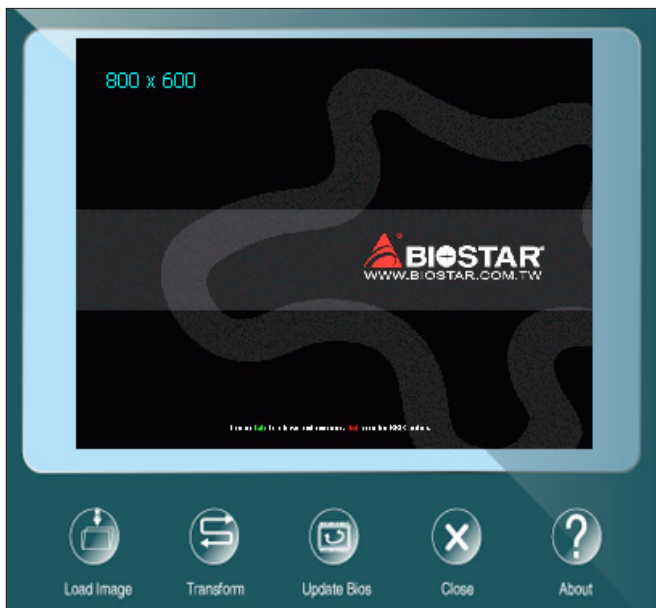 800 x 600
BIOSTAR
WWW.BIOSTAR.COM.TW
Load Image
Transform
Update Bios
Close
About